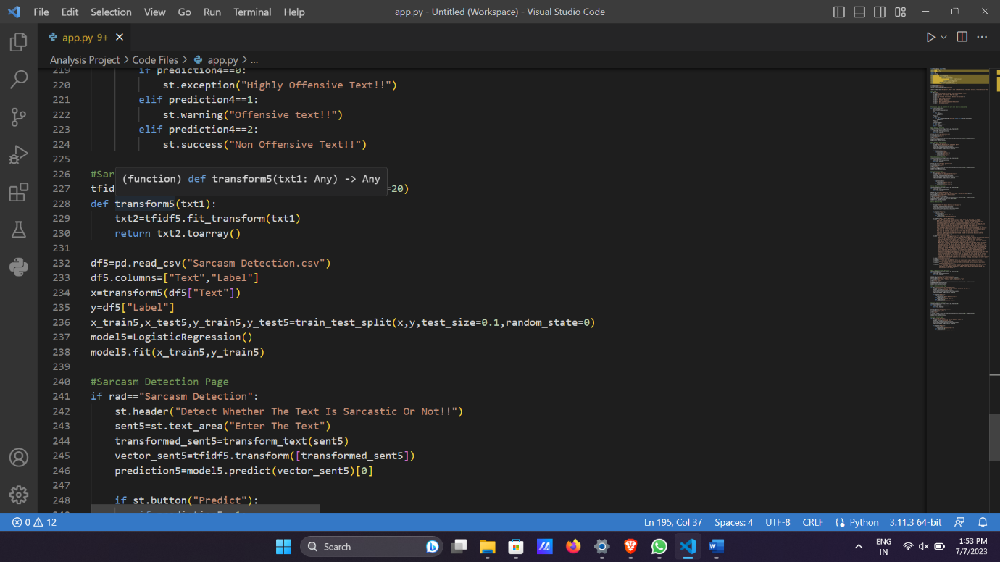 File Edit Selection View Go Run Terminal Help app.py - Untitled (Workspace) - Visual Studio Code
app.py 9+
Analysis Project > Code Files > app.py > ...
219 if prediction4==0:
220 st.exception("Highly Offensive Text!!")
221 elif prediction4==1:
222 st.warning("Offensive text!!")
223 elif prediction4==2:
224 st.success("Non Offensive Text!!")
225
226 #Sar
(function) def transform5(txt1: Any) -> Any
227 tfid =20)
228 def transform5(txt1):
229 txt2=tfidf5.fit_transform(txt1)
230 return txt2.toarray()
231
232 df5=pd.read_csv("Sarcasm Detection.csv")
233 df5.columns=["Text","Label"]
234 x=transform5(df5["Text"])
235 y=df5["Label"]
236 x_train5,x_test5,y_train5,y_test5=train_test_split(x,y,test_size=0.1,random_state=0)
237 model5=LogisticRegression()
238 model5.fit(x_train5,y_train5)
239
240 #Sarcasm Detection Page
241 if rad=="Sarcasm Detection":
242 st.header("Detect Whether The Text Is Sarcastic Or Not!!")
243 sent5=st.text_area("Enter The Text")
244 transformed_sent5=transform_text(sent5)
245 vector_sent5=tfidf5.transform([transformed_sent5])
246 prediction5=model5.predict(vector_sent5)[0]
247
248 if st.button("Predict"):
0 12 Ln 195, Col 37 Spaces: 4 UTF-8 CRLF Python 3.11.3 64-bit
Search
ENG
IN
1:53 PM
7/7/2023